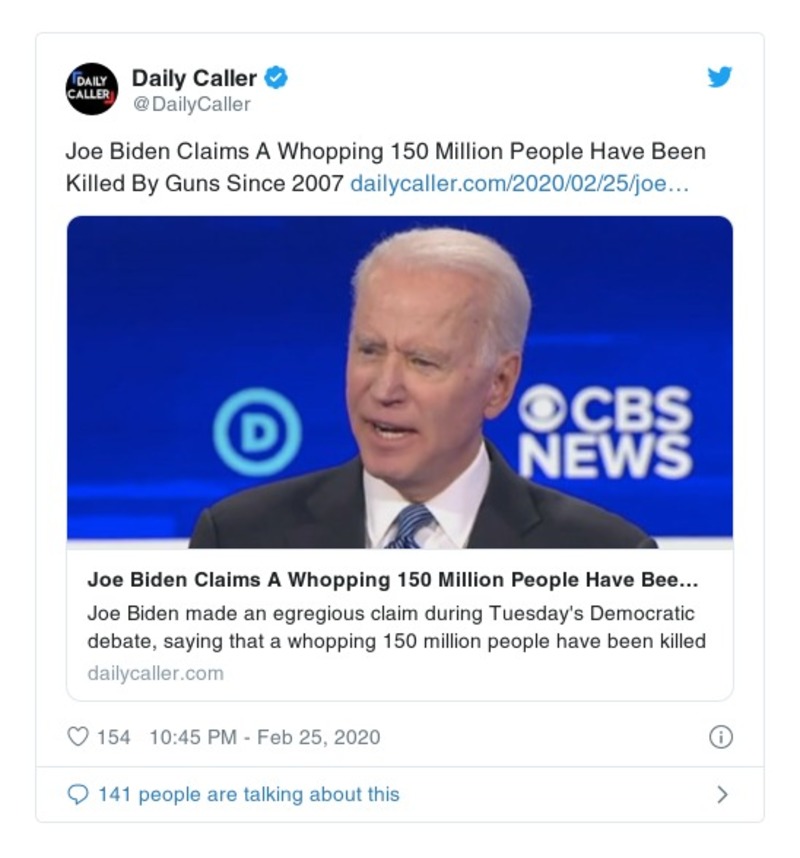 DAILY
CALLER
Daily Caller
@DailyCaller
Joe Biden Claims A Whopping 150 Million People Have Been
Killed By Guns Since 2007 dailycaller.com/2020/02/25/joe…
D
CBS
NEWS
Joe Biden Claims A Whopping 150 Million People Have Bee…
Joe Biden made an egregious claim during Tuesday's Democratic
debate, saying that a whopping 150 million people have been killed
dailycaller.com
154 10:45 PM - Feb 25, 2020
141 people are talking about this